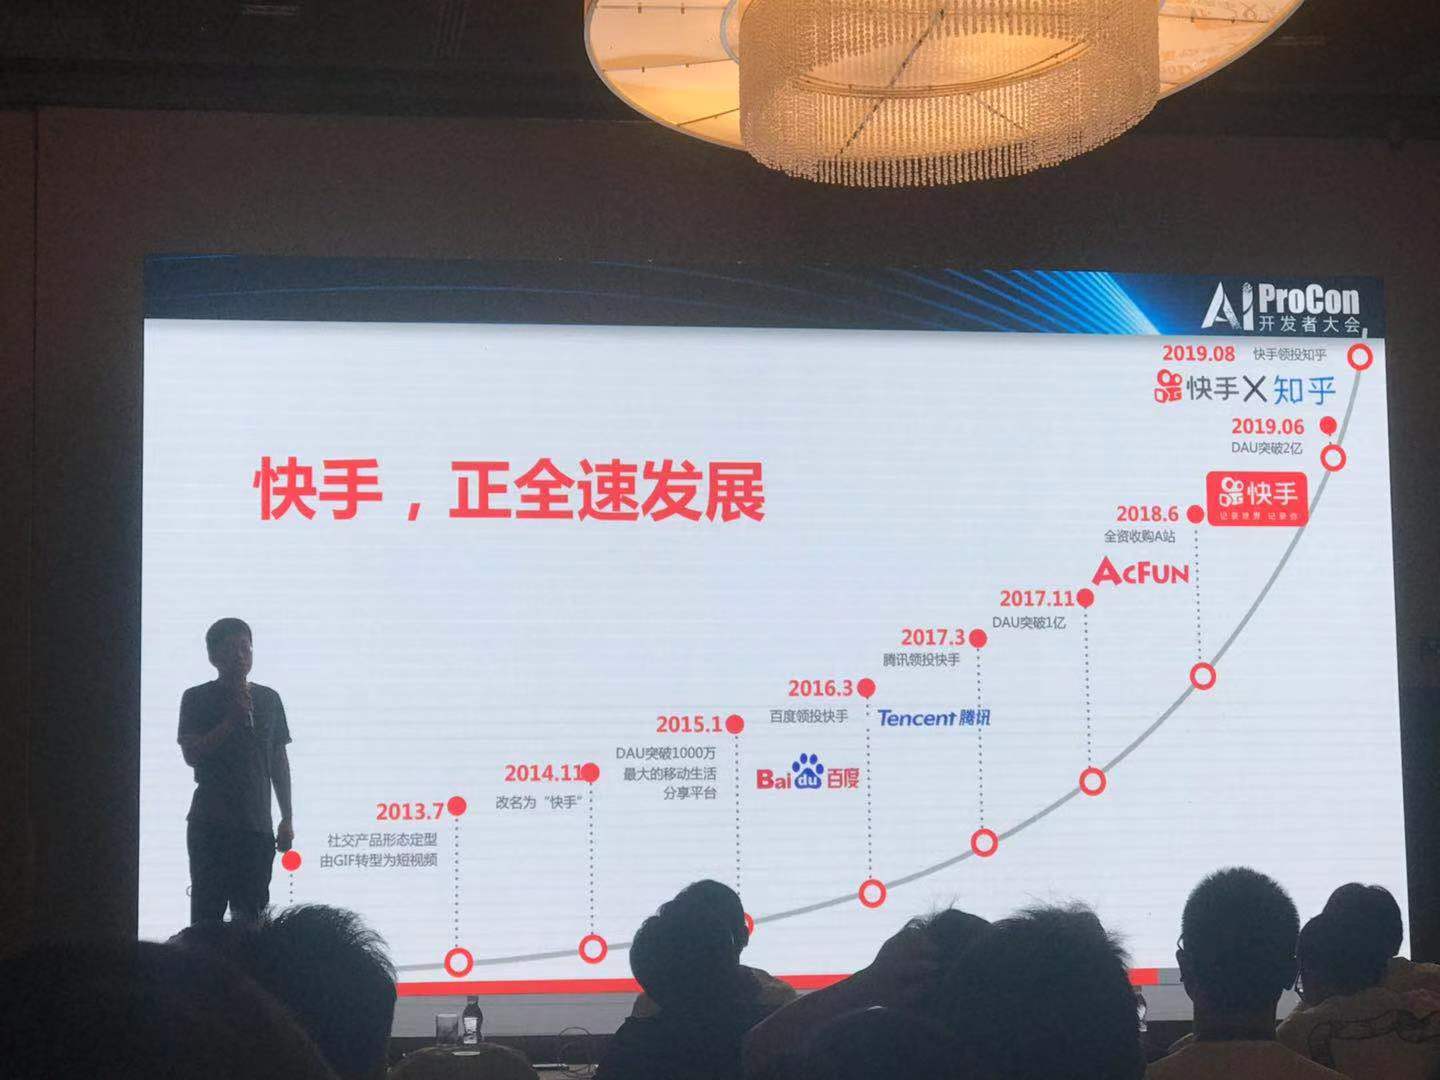 AI ProCon
开发者大会
2019.08 快手领投知乎
快手X知乎
2019.06
DAU突破2亿
快手，正全速发展
快手
2018.6
全资收购A站
ACFUN
2017.11
DAU突破1亿
2017.3
腾讯领投快手
Tencent 腾讯
2016.3
百度领投快手
Baidu百度
2015.1
DAU突破1000万
最大的移动生活
分享平台
2014.11
改名为“快手”
2013.7
社交产品形态定型
由GIF转型为短视频